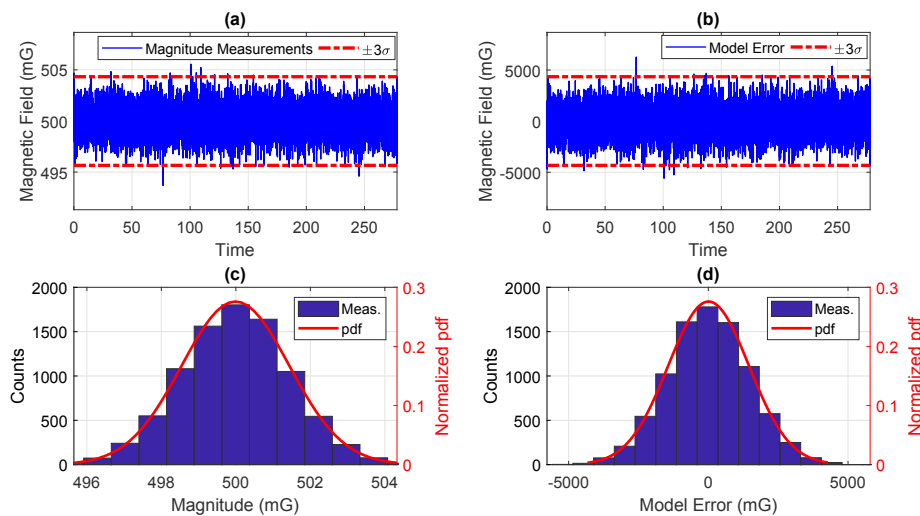 (a)
Magnetic Field (mG)
505
500
495
Magnitude Measurements ±3σ
0 50 100 150 200 250
Time
(b)
Magnetic Field (mG)
5000
0
-5000
Model Error ±3σ
0 50 100 150 200 250
Time
(c)
Counts
2000
1500
1000
500
0
Meas.
pdf
0.3
0.2
0.1
0
Normalized pdf
496 498 500 502 504
Magnitude (mG)
(d)
Counts
2000
1500
1000
500
0
Meas.
pdf
0.3
0.2
0.1
0
Normalized pdf
-5000 0 5000
Model Error (mG)